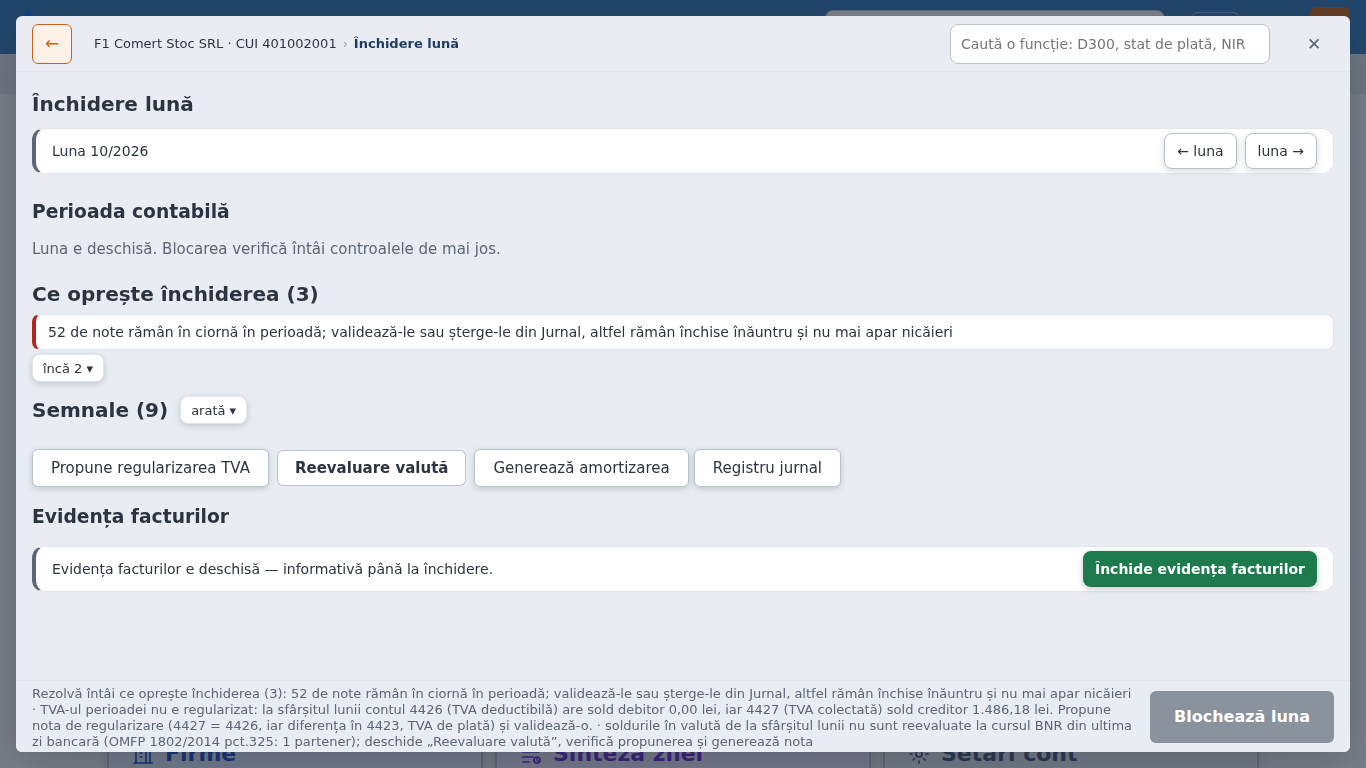 ←
F1 Comert Stoc SRL · CUI 401002001 › Închidere lună
Caută o funcție: D300, stat de plată, NIR
✕
Închidere lună
Luna 10/2026
← luna
luna →
Perioada contabilă
Luna e deschisă. Blocarea verifică întâi controalele de mai jos.
Ce oprește închiderea (3)
52 de note rămân în ciornă în perioadă; validează-le sau șterge-le din Jurnal, altfel rămân închise înăuntru și nu mai apar nicăieri
încă 2 ▾
Semnale (9)
arată ▾
Propune regularizarea TVA
Reevaluare valută
Generează amortizarea
Registru jurnal
Evidența facturilor
Evidența facturilor e deschisă — informativă până la închidere.
Închide evidența facturilor
Rezolvă întâi ce oprește închiderea (3): 52 de note rămân în ciornă în perioadă; validează-le sau șterge-le din Jurnal, altfel rămân închise înăuntru și nu mai apar nicăieri
· TVA-ul perioadei nu e regularizat: la sfârșitul lunii contul 4426 (TVA deductibilă) are sold debitor 0,00 lei, iar 4427 (TVA colectată) sold creditor 1.486,18 lei. Propune
nota de regularizare (4427 = 4426, iar diferența în 4423, TVA de plată) și validează-o. · soldurile în valută de la sfârșitul lunii nu sunt reevaluate la cursul BNR din ultima
zi bancară (OMFP 1802/2014 pct.325: 1 partener); deschide „Reevaluare valută”, verifică propunerea și generează nota
Blochează luna
Firme
Sinteza zilei
Setări cont